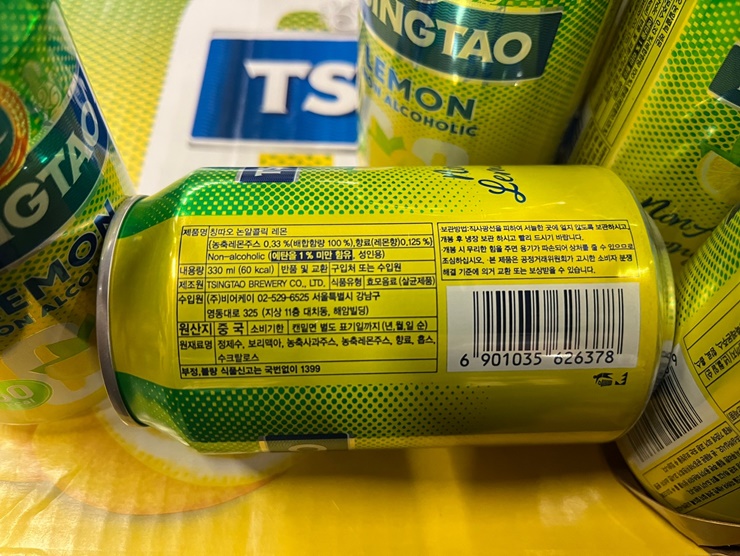 TSINGTAO
LEMON
NON ALCOHOLIC
TS
NGTAO
EMON
ON ALCO
Non
제품명 칭따오 논알콜릭 레몬
(농축레몬주스 0.33 %(배합함량 100 %),향료(레몬향)0.125 %)
Non-alcoholic (에탄올 1 % 미만 함유, 성인용)
내용량 330 ml (60 kcal) 반품 및 교환 구입처 또는 수입원
제조원 TSINGTAO BREWERY CO., LTD. 식품유형 효모음료(살균제품)
수입원 (주)비어케이 02-529-6525 서울특별시 강남구
영동대로 325 (지상 11층 대치동, 해암빌딩)
원산지 중 국 소비기한 캔밑면 별도 표기일까지 (년,월,일 순)
원재료명 정제수, 보리맥아, 농축사과주스, 농축레몬주스, 향료, 홉스,
수크랄로스
부정,불량 식품신고는 국번없이 1399
보관방법:직사광선을 피하여 서늘한 곳에 얼지 않도록 보관하시고,
개봉 후 냉장 보관 하시고 빨리 드시기 바랍니다.
개봉 시 무리한 힘을 주면 용기가 파손되어 상처를 줄 수 있으므로
조심하십시오. 본 제품은 공정거래위원회가 고시한 소비자 분쟁
해결 기준에 의거 교환 또는 보상받을 수 있습니다.
6 901035 626378